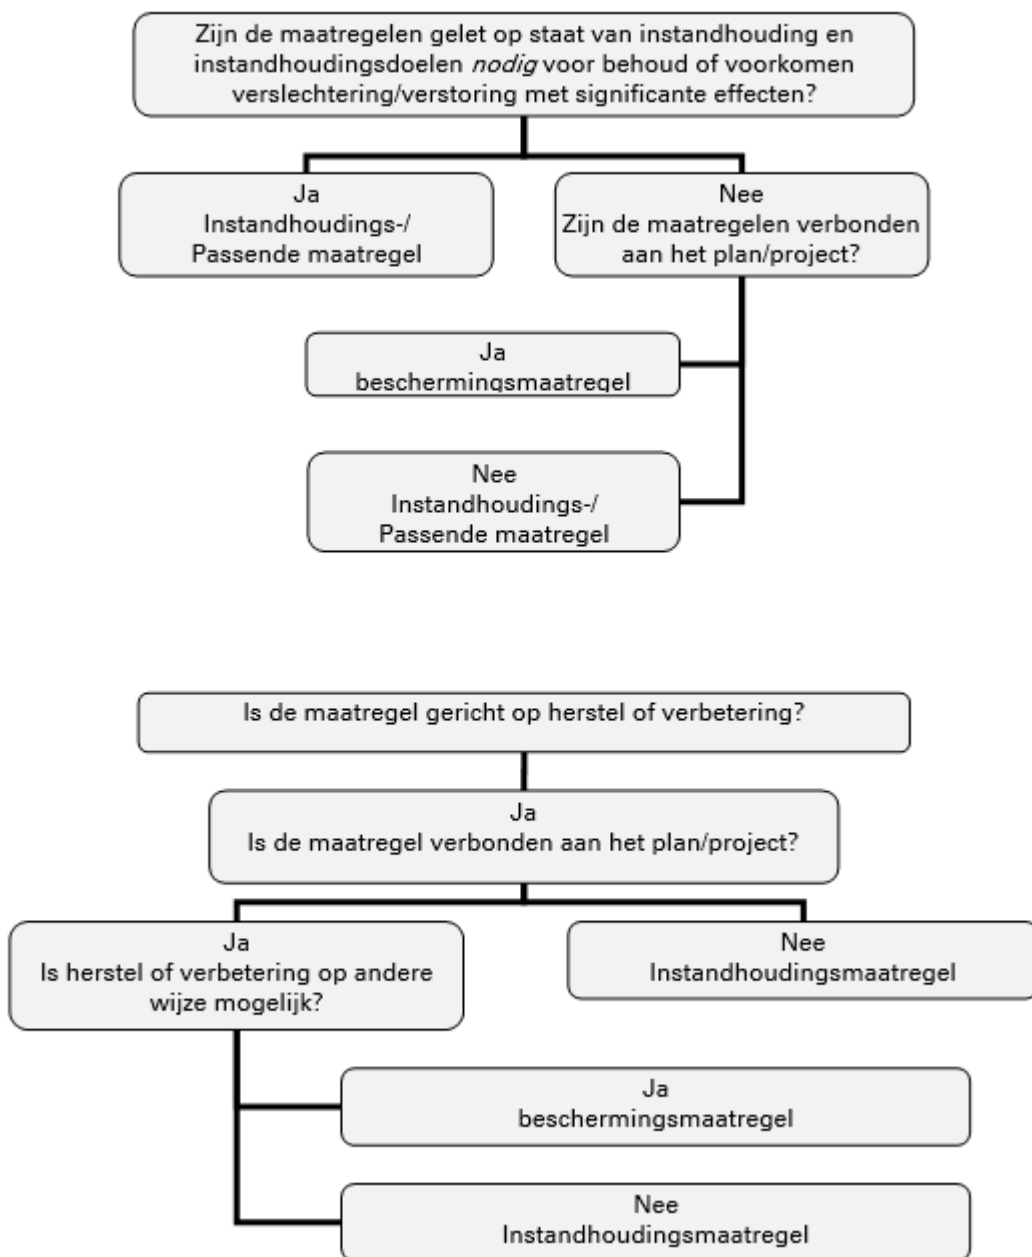 Zijn de maatregelen gelet op staat van instandhouding en
instandhoudingsdoelen nodig voor behoud of voorkomen
verslechtering/verstoring met significante effecten?
Ja
Instandhoudings-/
Passende maatregel
Nee
Zijn de maatregelen verbonden
aan het plan/project?
Ja
beschermingsmaatregel
Nee
Instandhoudings-/
Passende maatregel
Is de maatregel gericht op herstel of verbetering?
Ja
Is de maatregel verbonden aan het plan/project?
Ja
Is herstel of verbetering op andere
wijze mogelijk?
Nee
Instandhoudingsmaatregel
Ja
beschermingsmaatregel
Nee
Instandhoudingsmaatregel